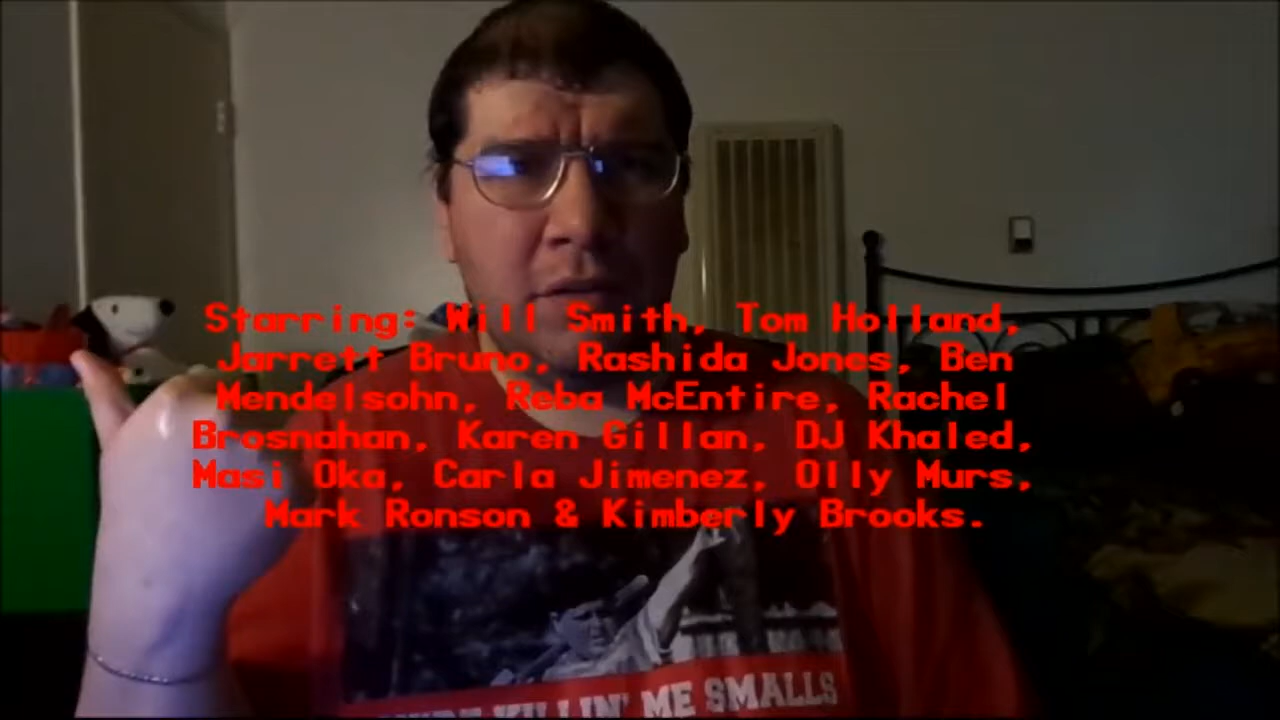 Starring: Will Smith, Tom Holland,
Jarrett Bruno, Rashida Jones, Ben
Mendelsohn, Reba McEntire, Rachel
Brosnahan, Karen Gillan, DJ Khaled,
Masi Oka, Carla Jimenez, Olly Murs,
Mark Ronson & Kimberly Brooks.
KILLIN' ME SMALLS